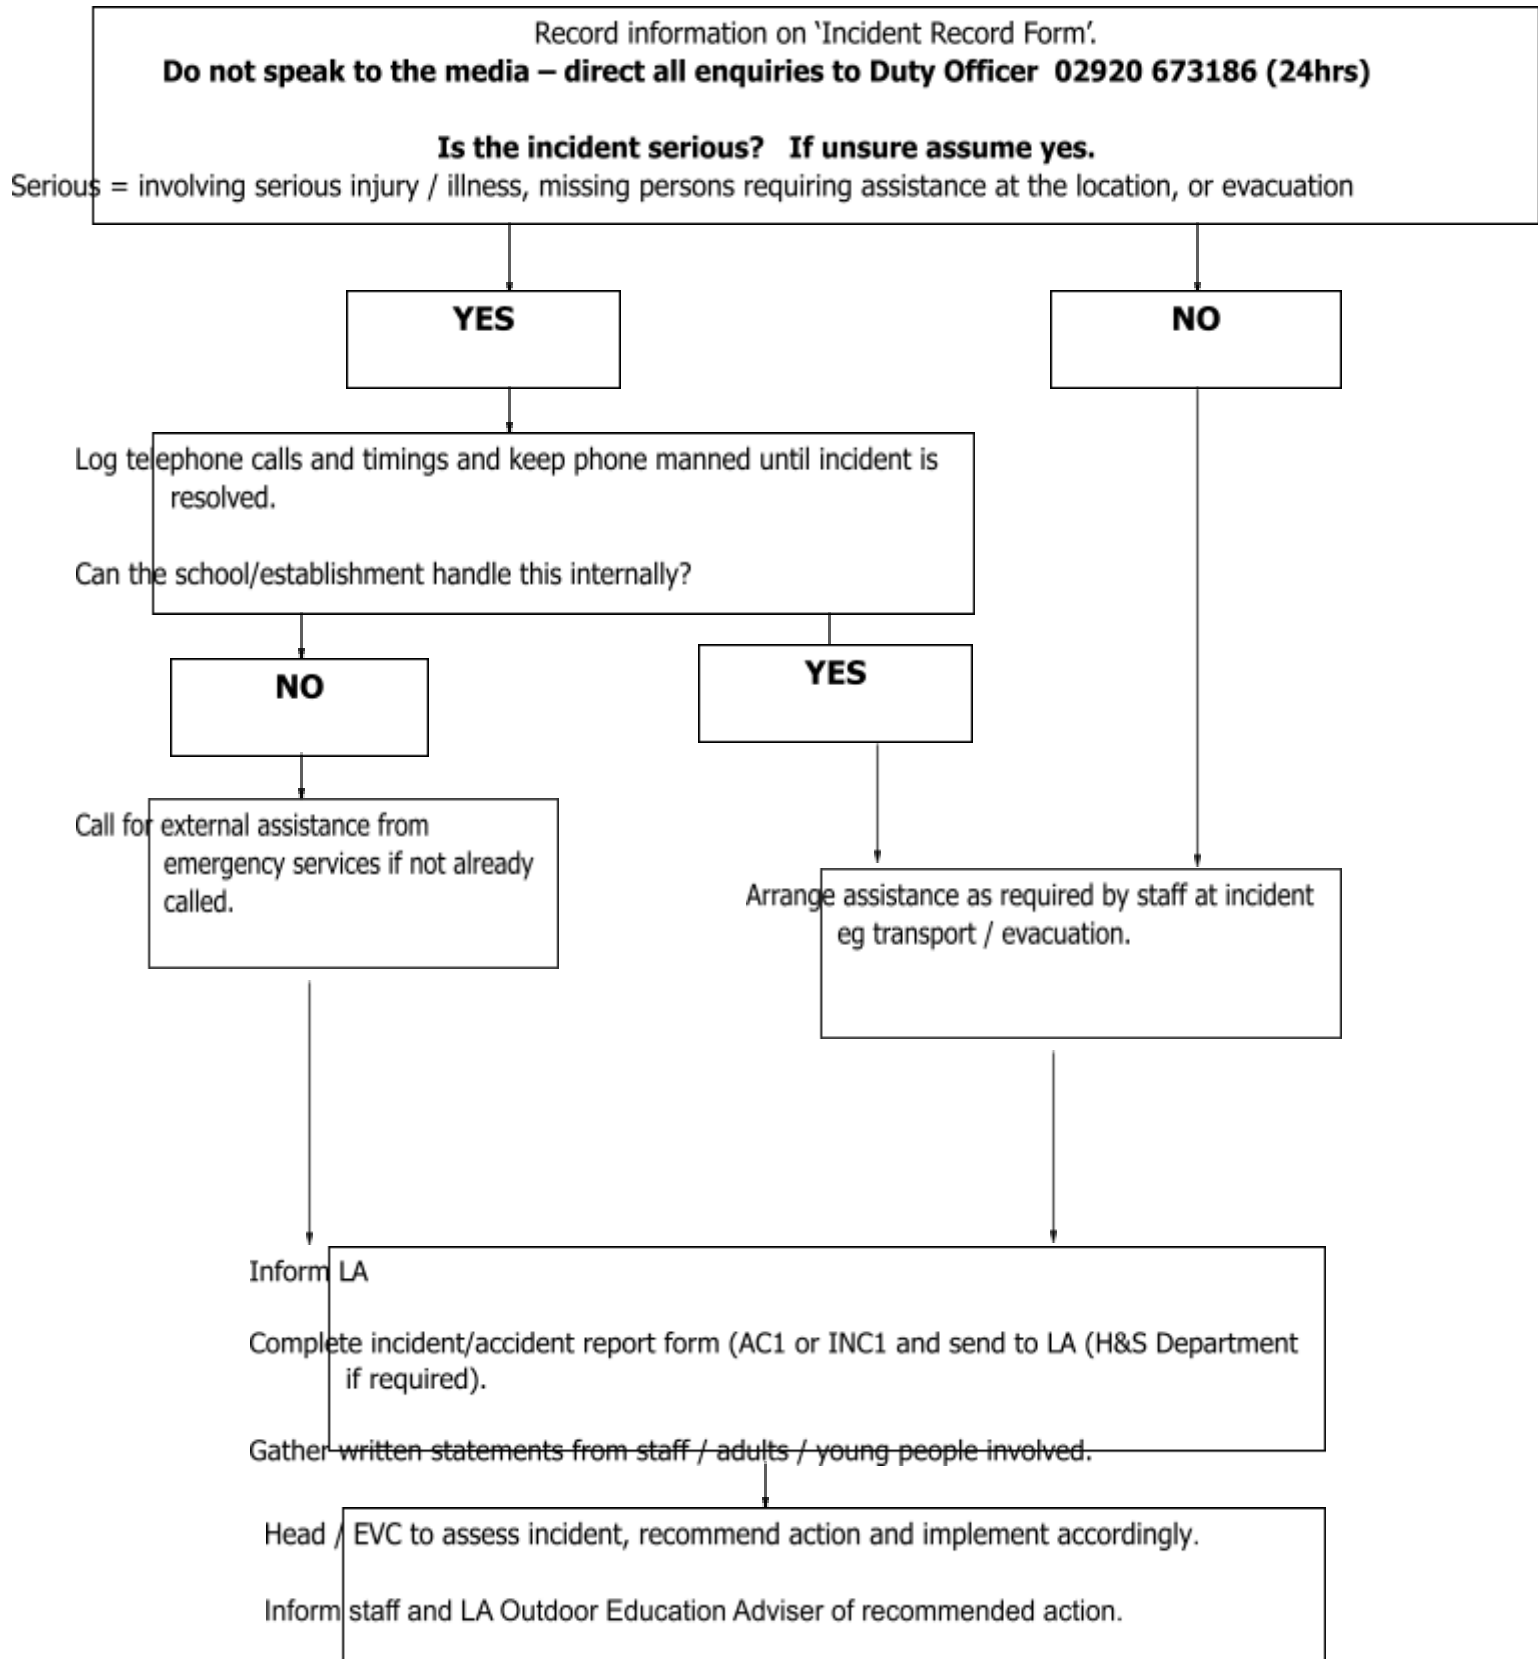 Record information on ‘Incident Record Form’.
Do not speak to the media – direct all enquiries to Duty Officer 02920 673186 (24hrs)
Is the incident serious? If unsure assume yes.
Serious = involving serious injury / illness, missing persons requiring assistance at the location, or evacuation
YES
NO
Log telephone calls and timings and keep phone manned until incident is
resolved.
Can the school/establishment handle this internally?
NO
YES
Call for external assistance from
emergency services if not already
called.
Arrange assistance as required by staff at incident
eg transport / evacuation.
Inform LA
Complete incident/accident report form (AC1 or INC1 and send to LA (H&S Department
if required).
Gather written statements from staff / adults / young people involved.
Head / EVC to assess incident, recommend action and implement accordingly.
Inform staff and LA Outdoor Education Adviser of recommended action.